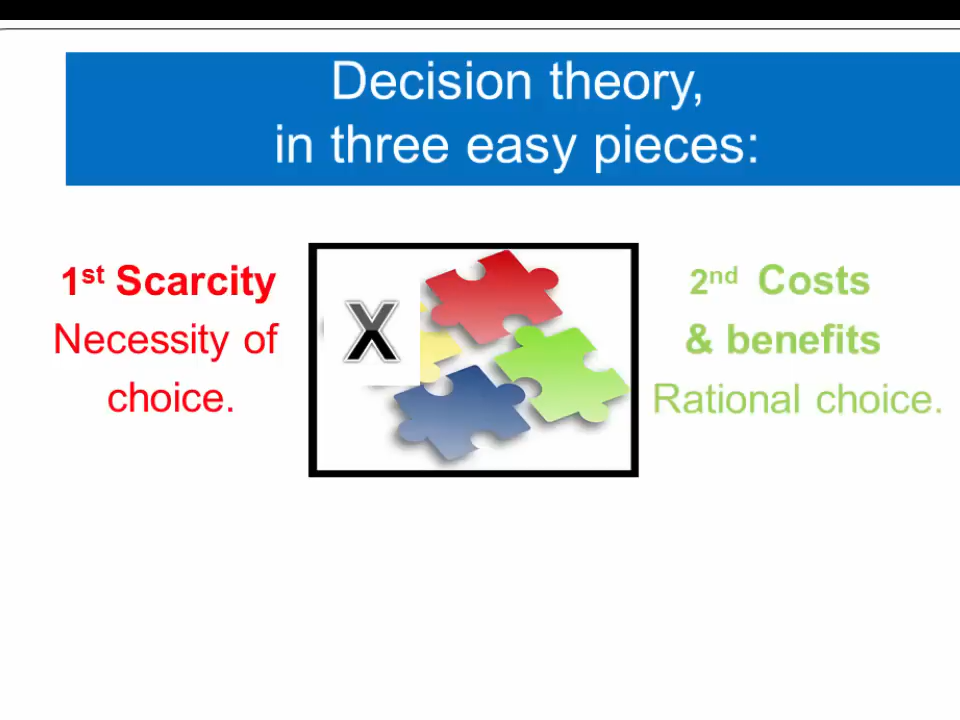 Decision theory,
in three easy pieces:
1st Scarcity
Necessity of
choice.
X
2nd Costs
& benefits
Rational choice.